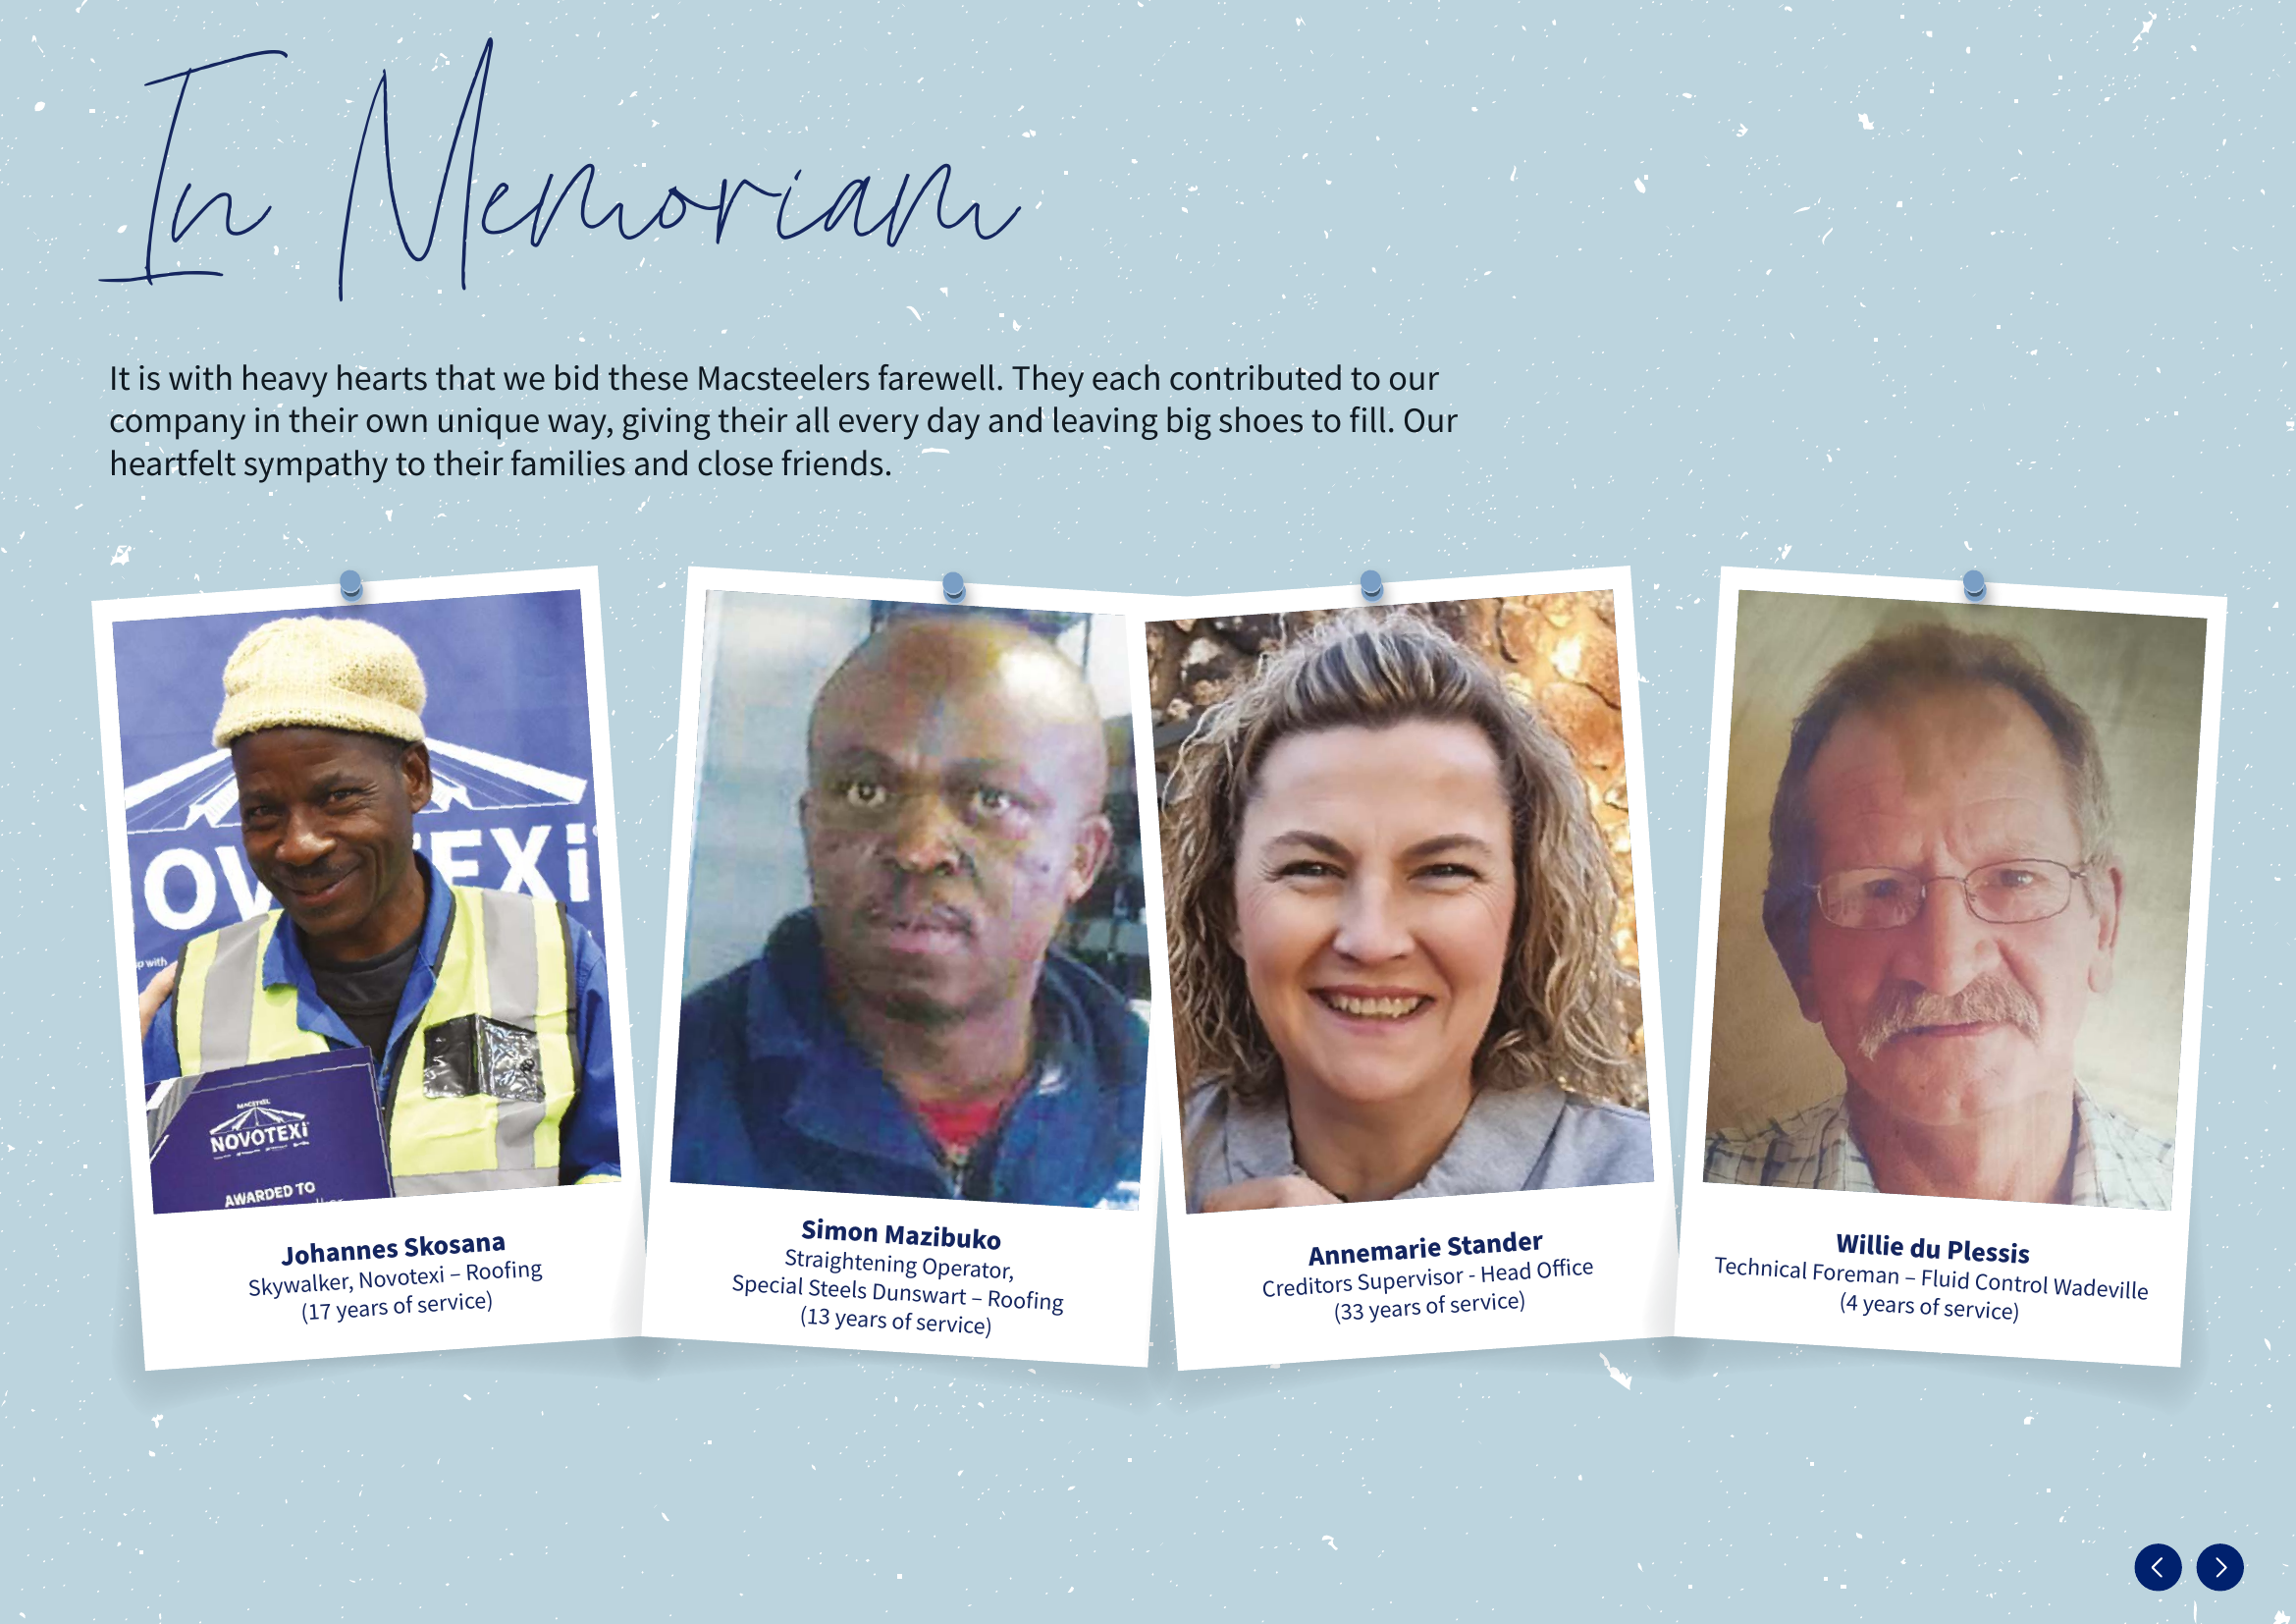 In Memoriam
It is with heavy hearts that we bid these Macsteelers farewell. They each contributed to our
company in their own unique way, giving their all every day and leaving big shoes to fill. Our
heartfelt sympathy to their families and close friends.
OV EXi
p with
NOVOTEXi
AWARDED TO
Johannes Skosana
Skywalker, Novotexi – Roofing
(17 years of service)
Simon Mazibuko
Straightening Operator,
Special Steels Dunswart – Roofing
(13 years of service)
Annemarie Stander
Creditors Supervisor - Head Office
(33 years of service)
Willie du Plessis
Technical Foreman – Fluid Control Wadeville
(4 years of service)